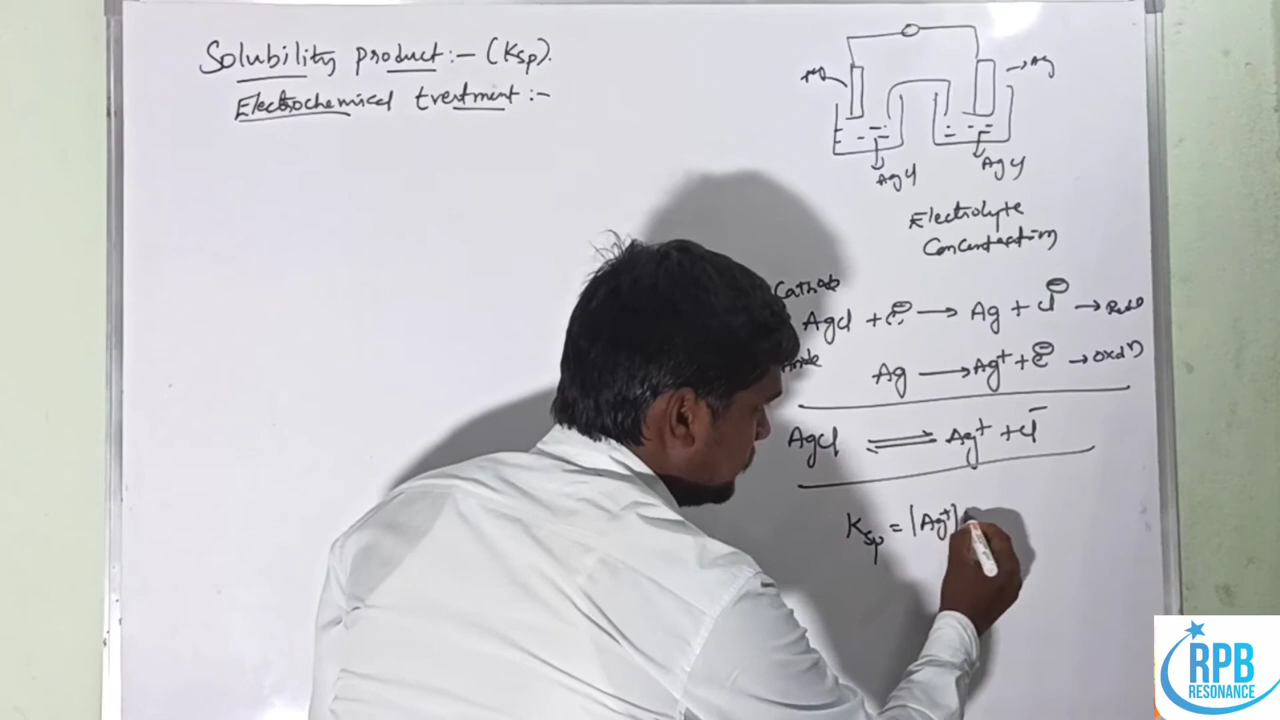 Solubility product:- (Ksp).
Electrochemical treatment:-
Ag
→Ag
AgCl
AgCl
Electrolyte
Concentration
Cathode
AgCl + e⊖ → Ag + Cl⊖ →
Ag → Ag+ + e⊖ → oxdn
AgCl ⇌ Ag+ + Cl-
Ksp = [Ag+]
RPB
RESONANCE